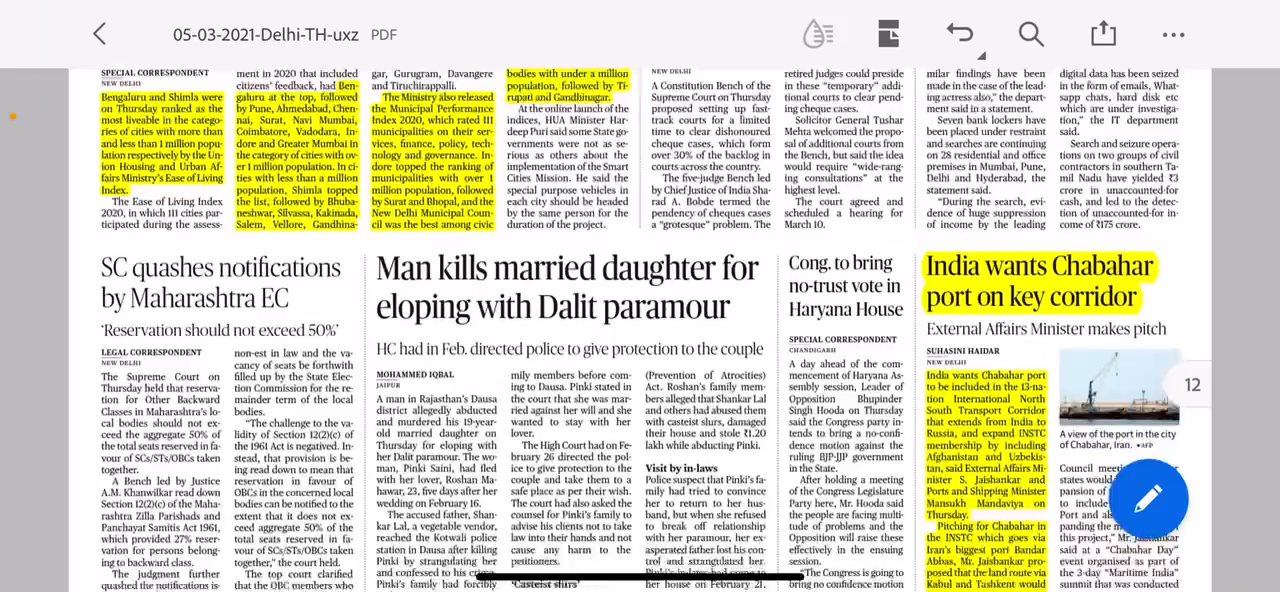 05-03-2021-Delhi-TH-uxz PDF
SPECIAL CORRESPONDENT
NEW DELHI
Bengaluru and Shimla were
on Thursday ranked as the
most liveable in the catego-
ries of cities with more than
and less than 1 million popu-
lation respectively by the Un-
ion Housing and Urban Af-
fairs Ministry's Ease of Living
Index.
The Ease of Living Index
2020, in which 111 cities par-
ticipated during the assess-
ment in 2020 that included
citizens' feedback, had Ben-
galuru at the top, followed
by Pune, Ahmedabad, Chen-
nai, Surat, Navi Mumbai,
Coimbatore, Vadodara, In-
dore and Greater Mumbai in
the category of cities with ov-
er 1 million population. In ci-
ties with less than a million
population, Shimla topped
the list, followed by Bhuba-
neshwar, Silvassa, Kakinada,
Salem, Vellore, Gandhina-
gar, Gurugram, Davangere
and Tiruchirappalli.
The Ministry also released
the Municipal Performance
Index 2020, which rated 111
municipalities on their ser-
vices, finance, policy, tech-
nology and governance. In-
dore topped the ranking of
municipalities with over 1
million population, followed
by Surat and Bhopal, and the
New Delhi Municipal Coun-
cil was the best among civic
bodies with under a million
population, followed by Ti-
rupati and Gandhinagar.
At the online launch of the
indices, HUA Minister Har-
deep Puri said some State go-
vernments were not as se-
rious as others about the
implementation of the Smart
Cities Mission. He said the
special purpose vehicles in
each city should be headed
by the same person for the
duration of the project.
NEW DELHI
A Constitution Bench of the
Supreme Court on Thursday
proposed setting up fast-
track courts for a limited
time to clear dishonoured
cheque cases, which form
over 30% of the backlog in
courts across the country.
The five-judge Bench led
by Chief Justice of India Sha-
rad A. Bobde termed the
pendency of cheques cases
a "grotesque" problem. The
retired judges could preside
in these "temporary" addi-
tional courts to clear pend-
ing cheque cases.
Solicitor General Tushar
Mehta welcomed the propo-
sal of additional courts from
the Bench, but said the idea
would require "wide-rang-
ing consultations" at the
highest level.
The court agreed and
scheduled a hearing for
March 10.
milar findings have been
made in the case of the lead-
ing actress also," the depart-
ment said in a statement.
Seven bank lockers have
been placed under restraint
and searches are continuing
on 28 residential and office
premises in Mumbai, Pune,
Delhi and Hyderabad, the
statement said.
"During the search, evi-
dence of huge suppression
of income by the leading
digital data has been seized
in the form of emails, What-
sapp chats, hard disk etc
which are under investiga-
tion," the IT department
said.
Search and seizure opera-
tions on two groups of civil
contractors in southern Ta-
mil Nadu have yielded ₹3
crore in unaccounted-for
cash, and led to the detec-
tion of unaccounted-for in-
come of ₹175 crore.
SC quashes notifications
by Maharashtra EC
'Reservation should not exceed 50%'
LEGAL CORRESPONDENT
NEW DELHI
The Supreme Court on
Thursday held that reserva-
tion for Other Backward
Classes in Maharashtra's lo-
cal bodies should not ex-
ceed the aggregate 50% of
the total seats reserved in fa-
vour of SCs/STs/OBCs taken
together.
A Bench led by Justice
A.M. Khanwilkar read down
Section 12(2)(c) of the Maha-
rashtra Zilla Parishads and
Panchayat Samitis Act 1961,
which provided 27% reser-
vation for persons belong-
ing to backward class.
The judgment further
quashed the notifications is-
non-est in law and the va-
cancy of seats be forthwith
filled up by the State Elec-
tion Commission for the re-
mainder term of the local
bodies.
"The challenge to the va-
lidity of Section 12(2)(c) of
the 1961 Act is negatived. In-
stead, that provision is be-
ing read down to mean that
reservation in favour of
OBCs in the concerned local
bodies can be notified to the
extent that it does not ex-
ceed aggregate 50% of the
total seats reserved in fa-
vour of SCs/STs/OBCs taken
together," the court held.
The top court clarified
that the OBC members who
Man kills married daughter for
eloping with Dalit paramour
HC had in Feb. directed police to give protection to the couple
MOHAMMED IQBAL
JAIPUR
A man in Rajasthan's Dausa
district allegedly abducted
and murdered his 19-year-
old married daughter on
Thursday for eloping with
her Dalit paramour. The wo-
man, Pinki Saini, had fled
with her lover, Roshan Ma-
hawar, 23, five days after her
wedding on February 16.
The accused father, Shan-
kar Lal, a vegetable vendor,
reached the Kotwali police
station in Dausa after killing
Pinki by strangulating her
and confessed to his crime.
Pinki's family had forcibly
mily members before com-
ing to Dausa. Pinki stated in
the court that she was mar-
ried against her will and she
wanted to stay with her
lover.
The High Court had on Fe-
bruary 26 directed the pol-
ice to give protection to the
couple and take them to a
safe place as per their wish.
The court had also asked the
counsel for Pinki's family to
advise his clients not to take
law into their hands and not
cause any harm to the
petitioners.
'Casteist slurs'
(Prevention of Atrocities)
Act. Roshan's family mem-
bers alleged that Shankar Lal
and others had abused them
with casteist slurs, damaged
their house and stole ₹1.20
lakh while abducting Pinki.
Visit by in-laws
Police suspect that Pinki's
family had tried to convince
her to return to her hus-
band, but when she refused
to break off relationship
with her paramour, her ex-
asperated father lost his con-
trol and strangulated her.
Pinki's in-laws had come to
her house on February 21.
Cong. to bring
no-trust vote in
Haryana House
SPECIAL CORRESPONDENT
CHANDIGARH
A day ahead of the com-
mencement of Haryana As-
sembly session, Leader of
Opposition Bhupinder
Singh Hooda on Thursday
said the Congress party in-
tends to bring a no-confi-
dence motion against the
ruling BJP-JJP government
in the State.
After holding a meeting
of the Congress Legislature
Party here, Mr. Hooda said
the people are facing multi-
tude of problems and the
Opposition will raise these
effectively in the ensuing
session.
"The Congress is going to
bring no confidence motion
India wants Chabahar
port on key corridor
External Affairs Minister makes pitch
SUHASINI HAIDAR
NEW DELHI
India wants Chabahar port
to be included in the 13-na-
tion International North
South Transport Corridor
that extends from India to
Russia, and expand INSTC
membership by including
Afghanistan and Uzbekis-
tan, said External Affairs Mi-
nister S. Jaishankar and
Ports and Shipping Minister
Mansukh Mandaviya on
Thursday.
Pitching for Chabahar in
the INSTC which goes via
Iran's biggest port Bandar
Abbas, Mr. Jaishankar pro-
posed that the land route via
Kabul and Tashkent would
12
A view of the port in the city
of Chabahar, Iran. ■AFP
Council meeti
states would
pansion of
to include
Port and al
panding the m
this project," Mr. Jaishankar
said at a "Chabahar Day"
event organised as part of
the 3-day "Maritime India"
summit that was conducted